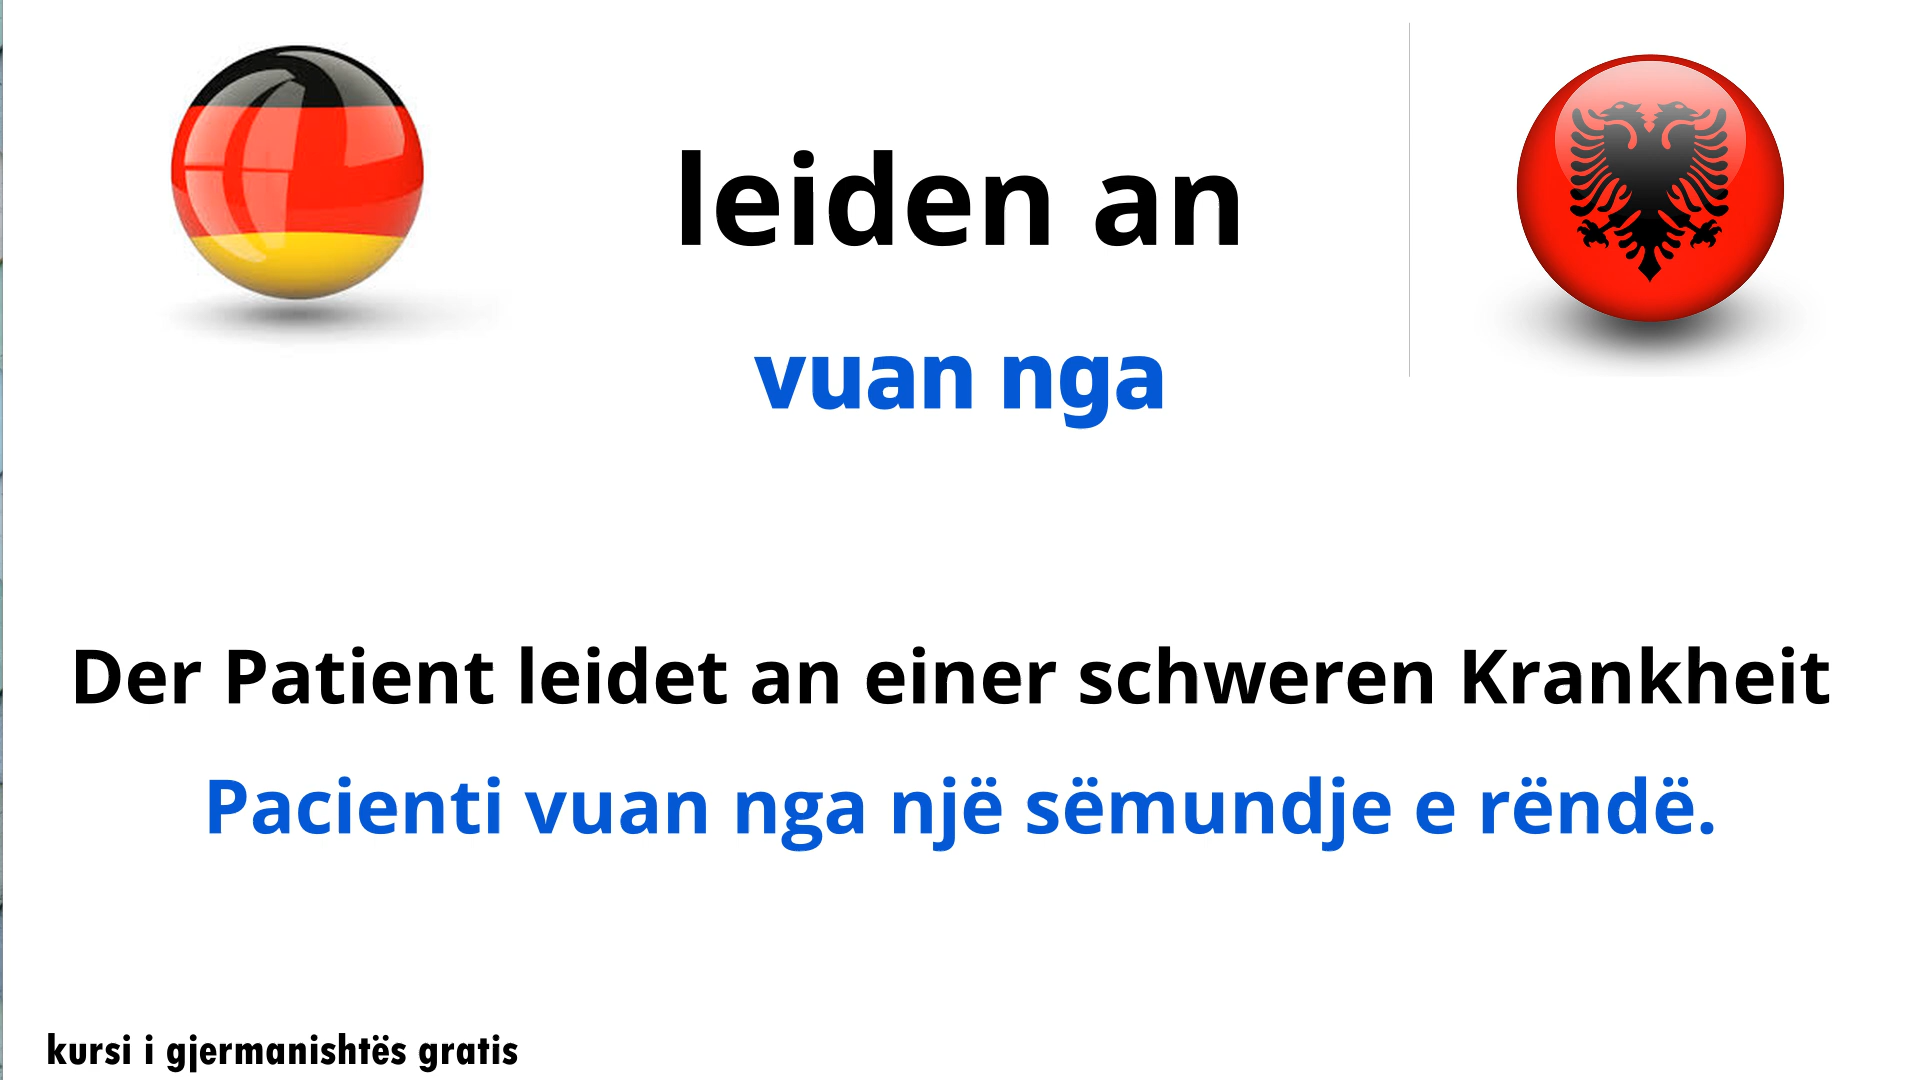 leiden an
vuan nga
Der Patient leidet an einer schweren Krankheit
Pacienti vuan nga një sëmundje e rëndë.
kursi i gjermanishtës gratis